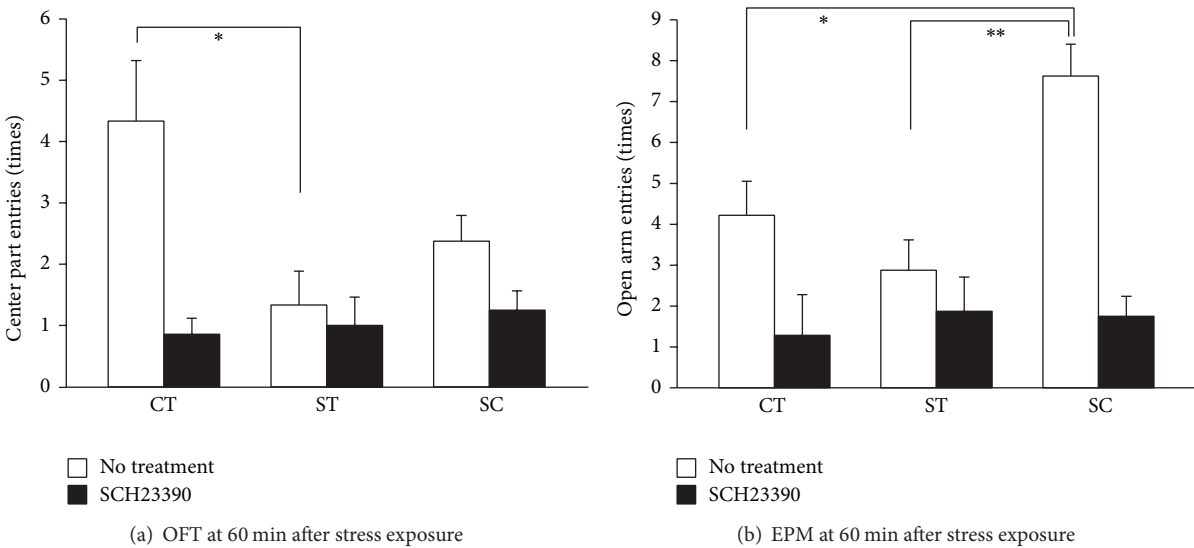 6
5
4
3
2
1
0
Center part entries (times)
*
CT
ST
SC
No treatment
SCH23390
(a) OFT at 60 min after stress exposure
9
8
7
6
5
4
3
2
1
0
Open arm entries (times)
*
**
CT
ST
SC
No treatment
SCH23390
(b) EPM at 60 min after stress exposure